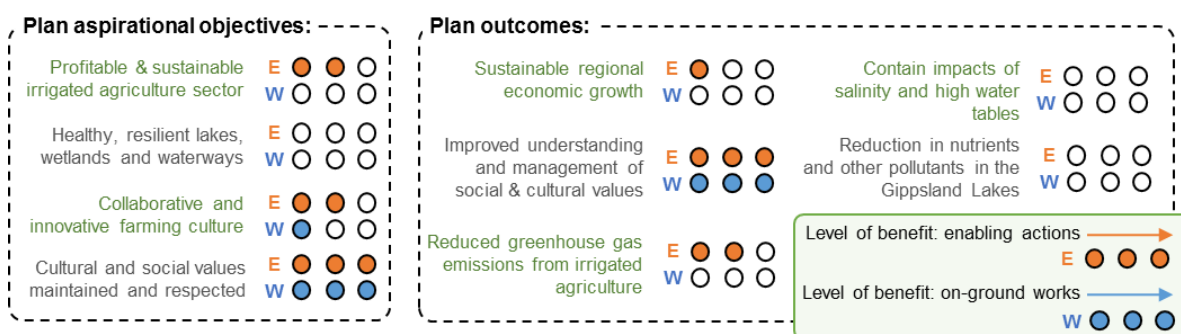 Plan aspirational objectives:
Profitable & sustainable
irrigated agriculture sector
E
W
Healthy, resilient lakes,
wetlands and waterways
E
W
Collaborative and
innovative farming culture
E
W
Cultural and social values
maintained and respected
E
W
Plan outcomes:
Sustainable regional
economic growth
E
W
Improved understanding
and management of
social & cultural values
E
W
Reduced greenhouse gas
emissions from irrigated
agriculture
E
W
Contain impacts of
salinity and high water
tables
E
W
Reduction in nutrients
and other pollutants in the
Gippsland Lakes
E
W
Level of benefit: enabling actions
E
Level of benefit: on-ground works
W